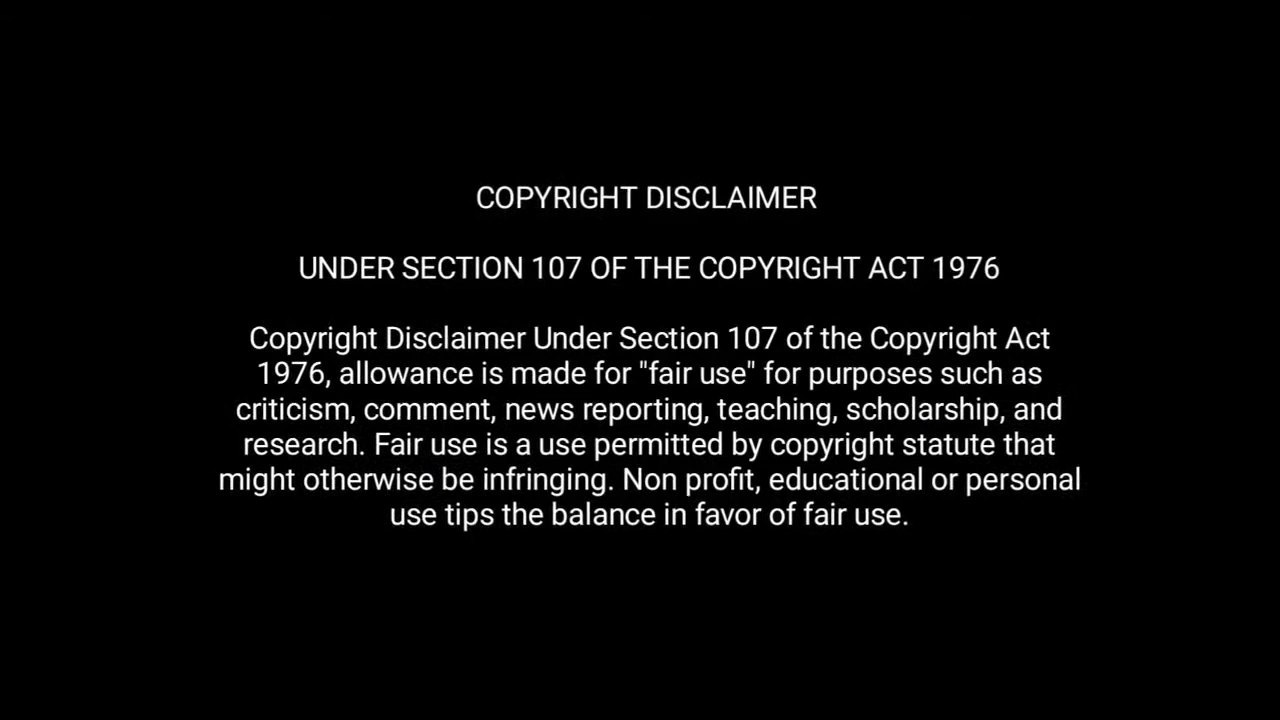 COPYRIGHT DISCLAIMER
UNDER SECTION 107 OF THE COPYRIGHT ACT 1976
Copyright Disclaimer Under Section 107 of the Copyright Act
1976, allowance is made for "fair use" for purposes such as
criticism, comment, news reporting, teaching, scholarship, and
research. Fair use is a use permitted by copyright statute that
might otherwise be infringing. Non profit, educational or personal
use tips the balance in favor of fair use.